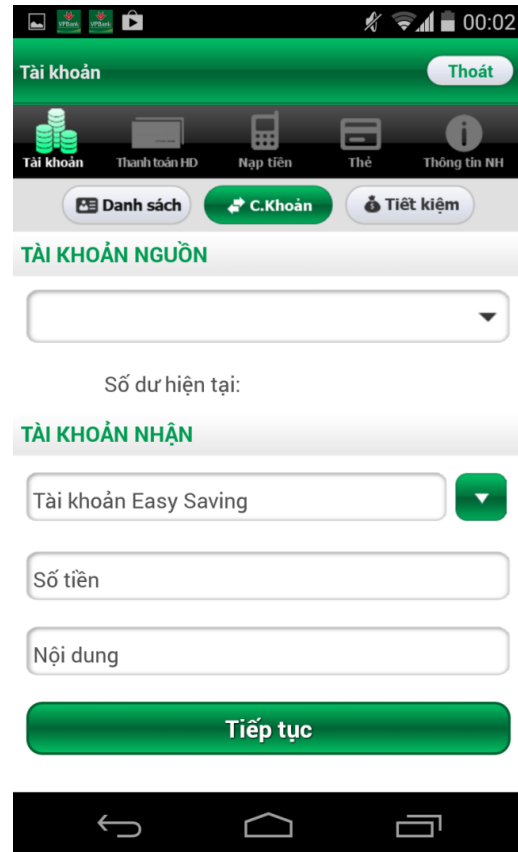 VPBank VPBank 00:02
Tài khoản Thoát
Tài khoản Thanh toán HD Nạp tiền Thẻ Thông tin NH
Danh sách C.Khoản Tiết kiệm
TÀI KHOẢN NGUỒN
Số dư hiện tại:
TÀI KHOẢN NHẬN
Tài khoản Easy Saving
Số tiền
Nội dung
Tiếp tục